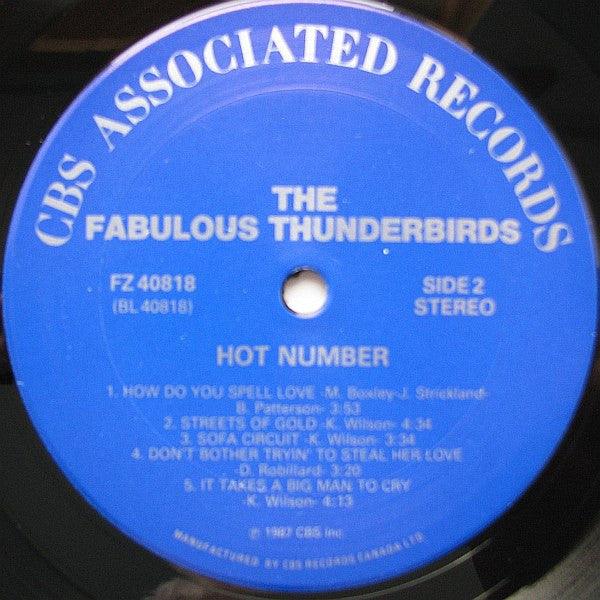 CBS ASSOCIATED RECORDS
THE
FABULOUS THUNDERBIRDS
FZ 40818
(BL 40818)
SIDE 2
STEREO
HOT NUMBER
1. HOW DO YOU SPELL LOVE -M. Boxley-J. Strickland-
B. Patterson- 3:53
2. STREETS OF GOLD -K. Wilson- 4:34
3. SOFA CIRCUIT -K. Wilson- 3:34
4. DON'T BOTHER TRYIN' TO STEAL HER LOVE
-D. Robillard- 3:20
5. IT TAKES A BIG MAN TO CRY
-K. Wilson- 4:13
℗ 1987 CBS Inc.
MANUFACTURED BY CBS RECORDS CANADA LTD.